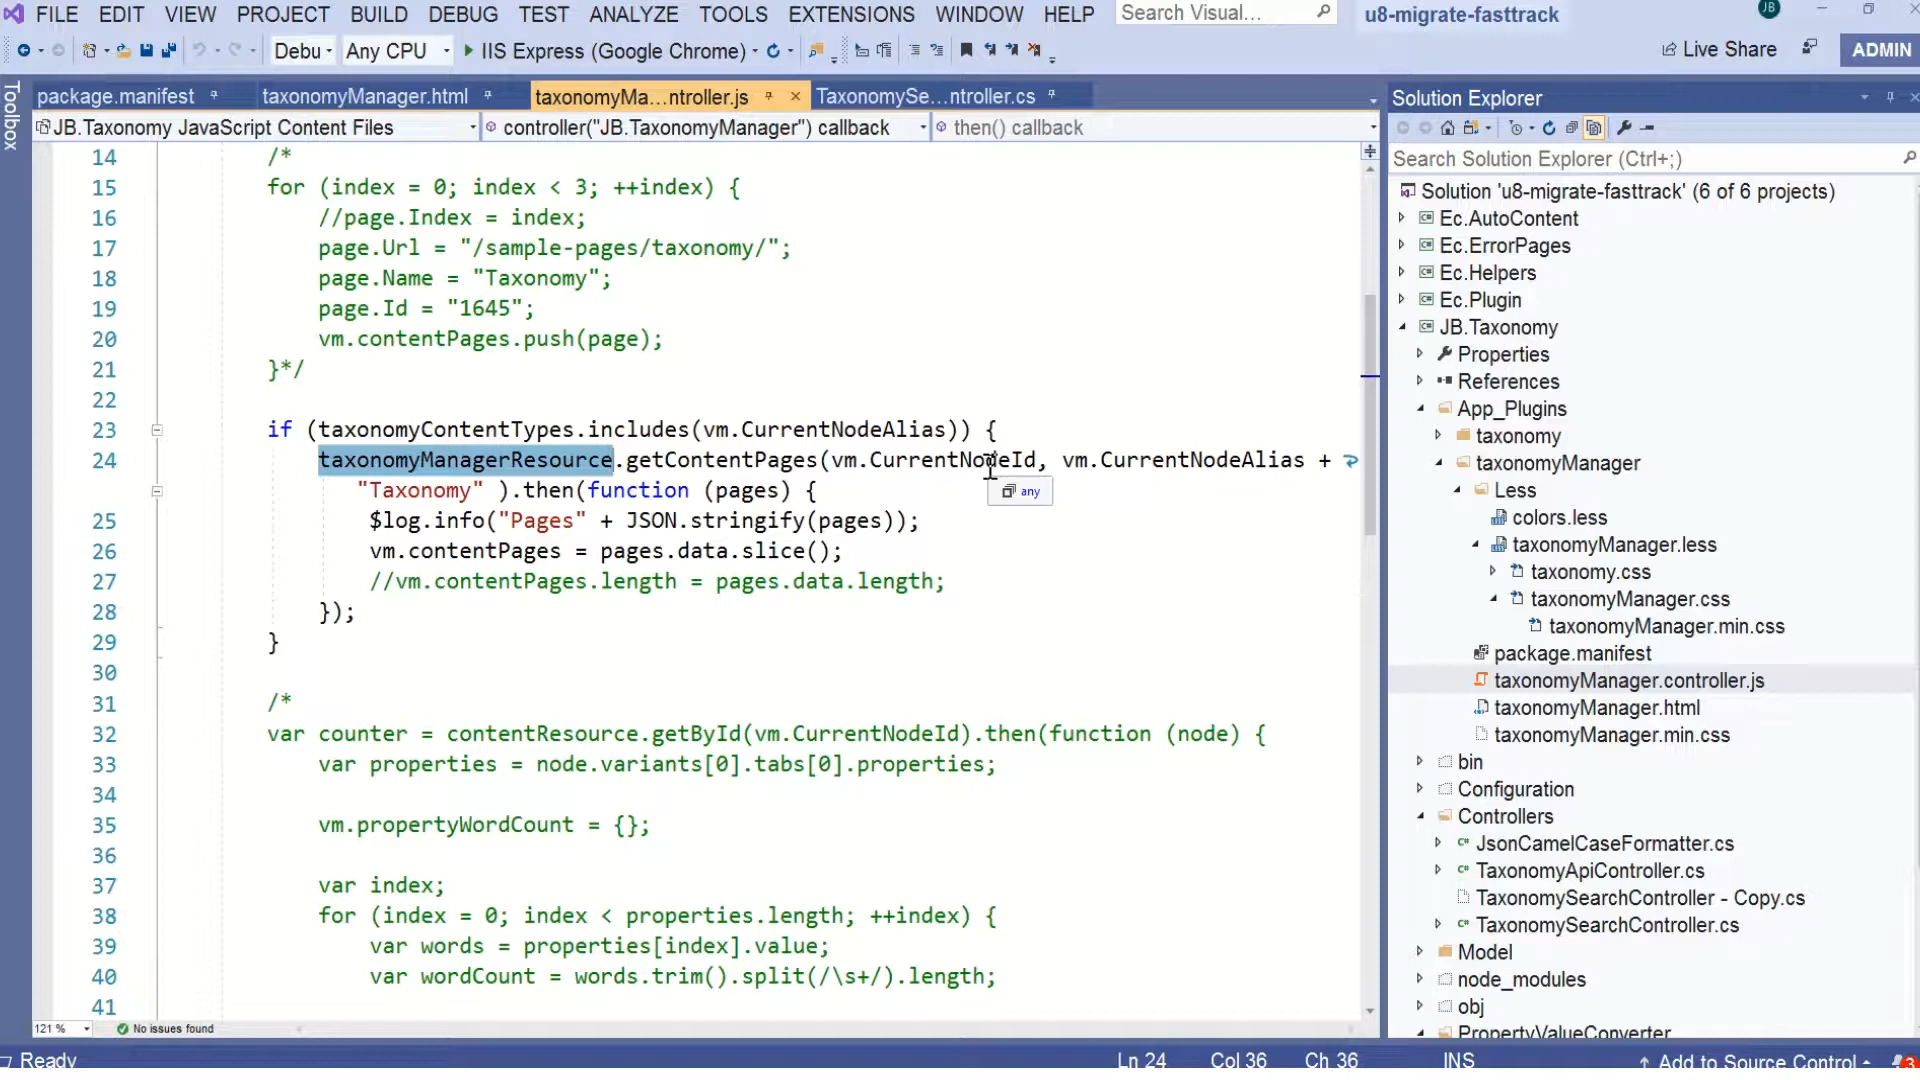 FILE EDIT VIEW PROJECT BUILD DEBUG TEST ANALYZE TOOLS EXTENSIONS WINDOW HELP Search Visual... u8-migrate-fasttrack JB
Debu Any CPU IIS Express (Google Chrome) Live Share ADMIN
Toolbox
package.manifest taxonomyManager.html taxonomyMa...ntroller.js TaxonomySe...ntroller.cs
JB.Taxonomy JavaScript Content Files controller("JB.TaxonomyManager") callback then() callback
14 /*
15 for (index = 0; index < 3; ++index) {
16 //page.Index = index;
17 page.Url = "/sample-pages/taxonomy/";
18 page.Name = "Taxonomy";
19 page.Id = "1645";
20 vm.contentPages.push(page);
21 }*/
22
23 if (taxonomyContentTypes.includes(vm.CurrentNodeAlias)) {
24 taxonomyManagerResource.getContentPages(vm.CurrentNodeId, vm.CurrentNodeAlias +
"Taxonomy" ).then(function (pages) {
any
25 $log.info("Pages" + JSON.stringify(pages));
26 vm.contentPages = pages.data.slice();
27 //vm.contentPages.length = pages.data.length;
28 });
29 }
30
31 /*
32 var counter = contentResource.getById(vm.CurrentNodeId).then(function (node) {
33 var properties = node.variants[0].tabs[0].properties;
34
35 vm.propertyWordCount = {};
36
37 var index;
38 for (index = 0; index < properties.length; ++index) {
39 var words = properties[index].value;
40 var wordCount = words.trim().split(/\s+/).length;
41
121 % No issues found
Solution Explorer
Search Solution Explorer (Ctrl+;)
Solution 'u8-migrate-fasttrack' (6 of 6 projects)
Ec.AutoContent
Ec.ErrorPages
Ec.Helpers
Ec.Plugin
JB.Taxonomy
Properties
References
App_Plugins
taxonomy
taxonomyManager
Less
colors.less
taxonomyManager.less
taxonomy.css
taxonomyManager.css
taxonomyManager.min.css
package.manifest
taxonomyManager.controller.js
taxonomyManager.html
taxonomyManager.min.css
bin
Configuration
Controllers
JsonCamelCaseFormatter.cs
TaxonomyApiController.cs
TaxonomySearchController - Copy.cs
TaxonomySearchController.cs
Model
node_modules
obj
PropertyValueConverter
Ready Ln 24 Col 36 Ch 36 INS Add to Source Control 3